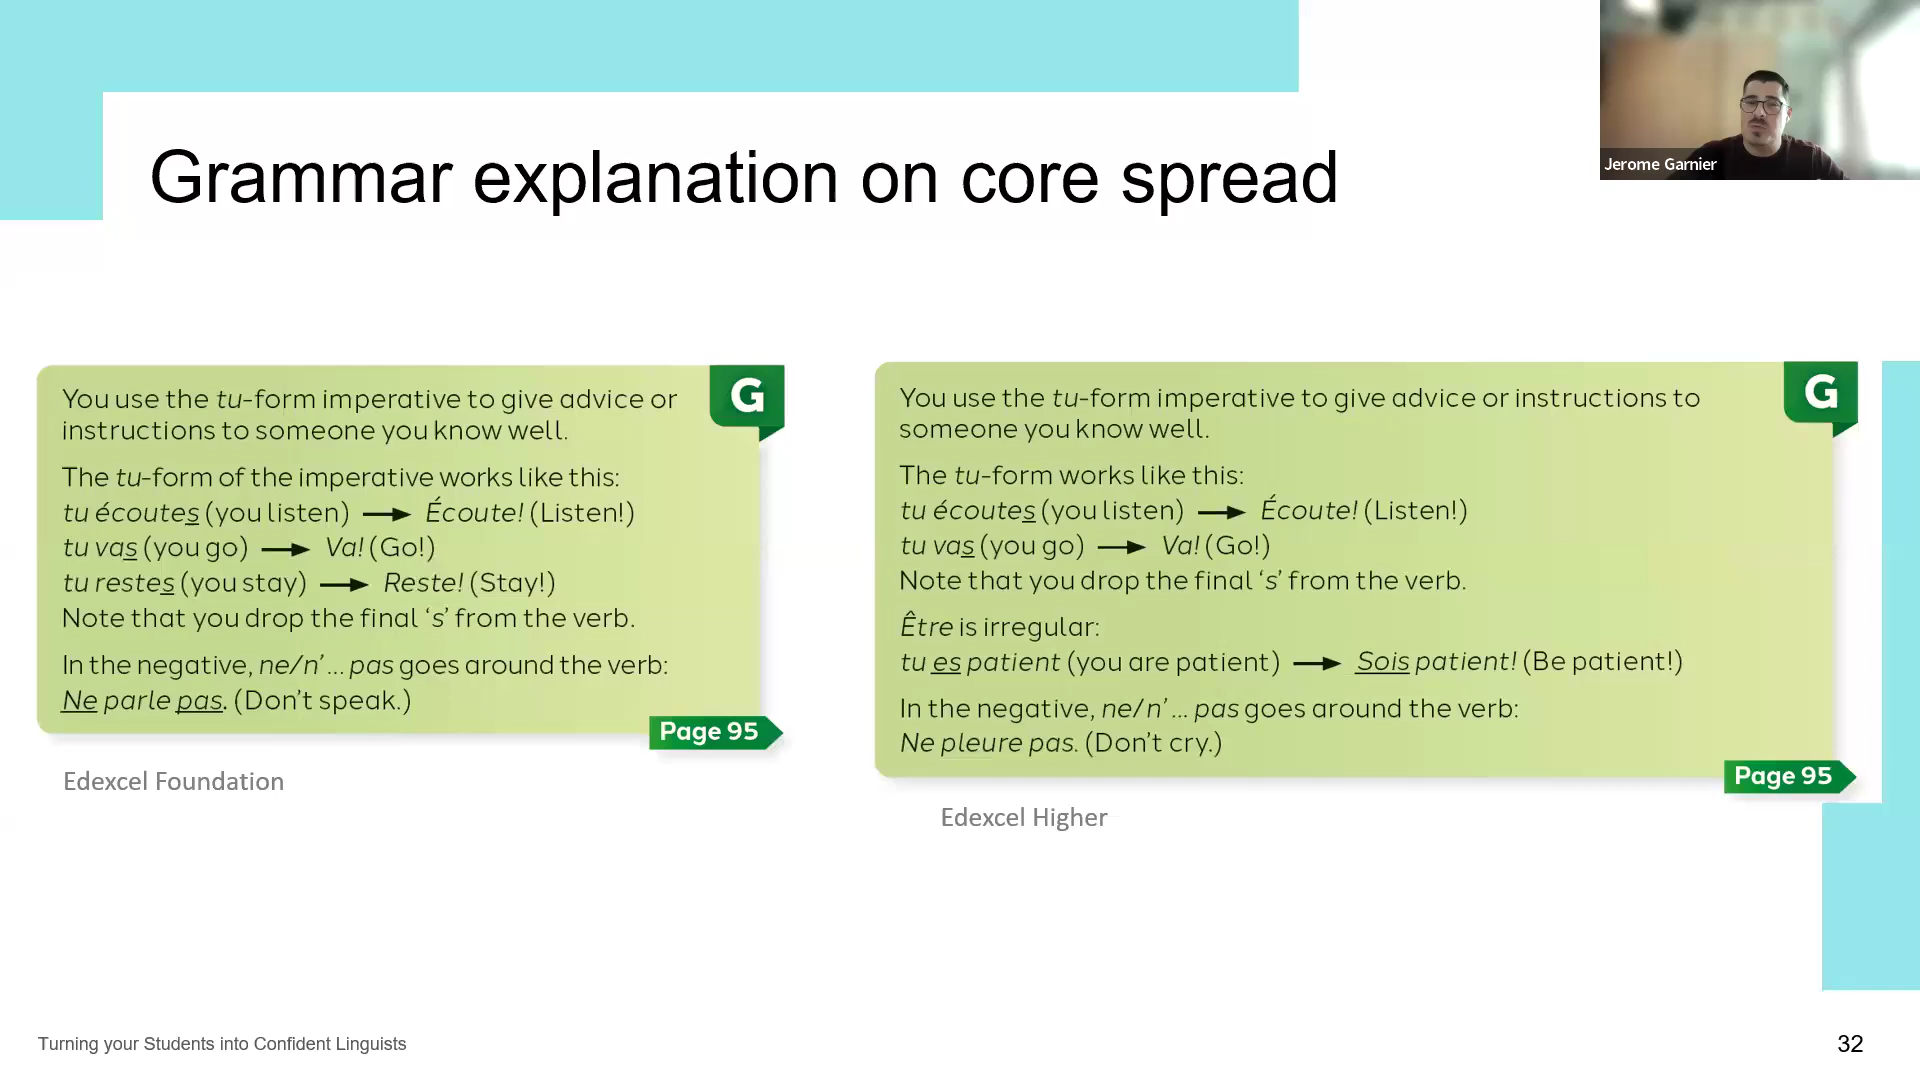 Grammar explanation on core spread
Jerome Garnier
You use the tu-form imperative to give advice or
instructions to someone you know well.
The tu-form of the imperative works like this:
tu écoutes (you listen) → Écoute! (Listen!)
tu vas (you go) → Va! (Go!)
tu restes (you stay) → Reste! (Stay!)
Note that you drop the final ‘s’ from the verb.
In the negative, ne/n’ ... pas goes around the verb:
Ne parle pas. (Don’t speak.)
G
Page 95
Edexcel Foundation
You use the tu-form imperative to give advice or instructions to
someone you know well.
The tu-form works like this:
tu écoutes (you listen) → Écoute! (Listen!)
tu vas (you go) → Va! (Go!)
Note that you drop the final ‘s’ from the verb.
Être is irregular:
tu es patient (you are patient) → Sois patient! (Be patient!)
In the negative, ne/n’ ... pas goes around the verb:
Ne pleure pas. (Don’t cry.)
G
Page 95
Edexcel Higher
Turning your Students into Confident Linguists
32